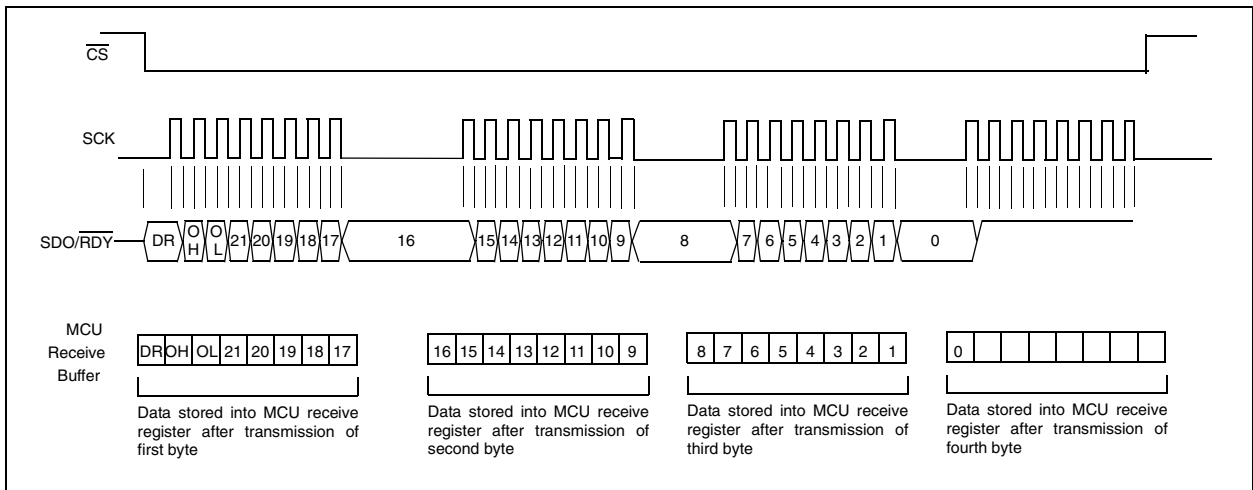 CS
SCK
SDO/RDY DR OH OL 21 20 19 18 17 16 15 14 13 12 11 10 9 8 7 6 5 4 3 2 1 0
MCU
Receive
Buffer
DR OH OL 21 20 19 18 17
16 15 14 13 12 11 10 9
8 7 6 5 4 3 2 1
0
Data stored into MCU receive
register after transmission of
first byte
Data stored into MCU receive
register after transmission of
second byte
Data stored into MCU receive
register after transmission of
third byte
Data stored into MCU receive
register after transmission of
fourth byte